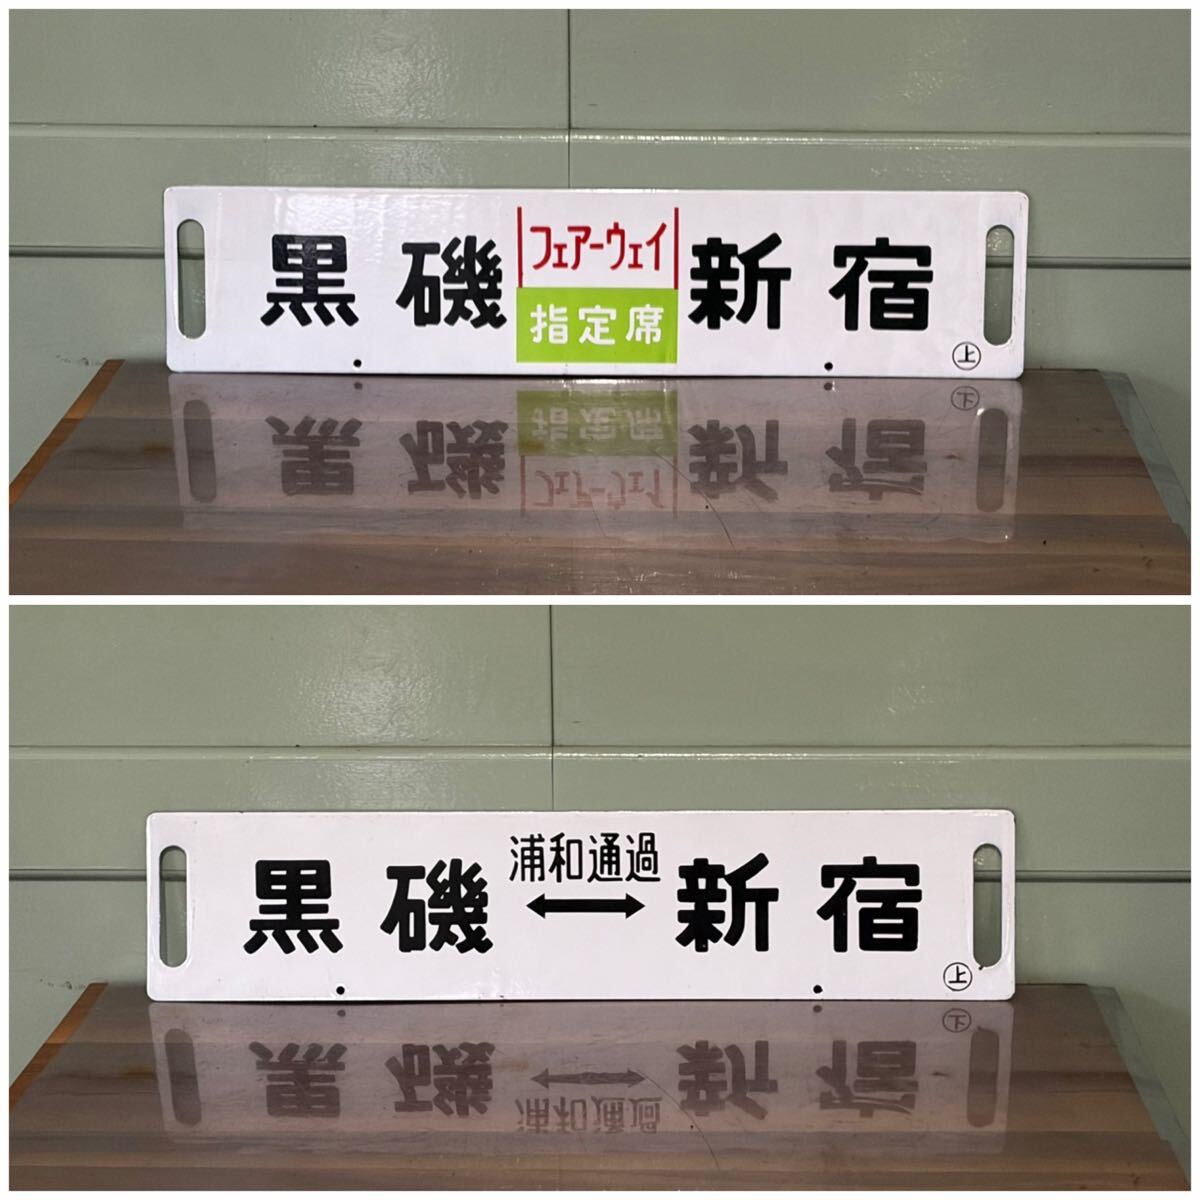 黒磯 フェアーウェイ 新宿
指定席
上
浦和通過
黒磯 ↔ 新宿
上